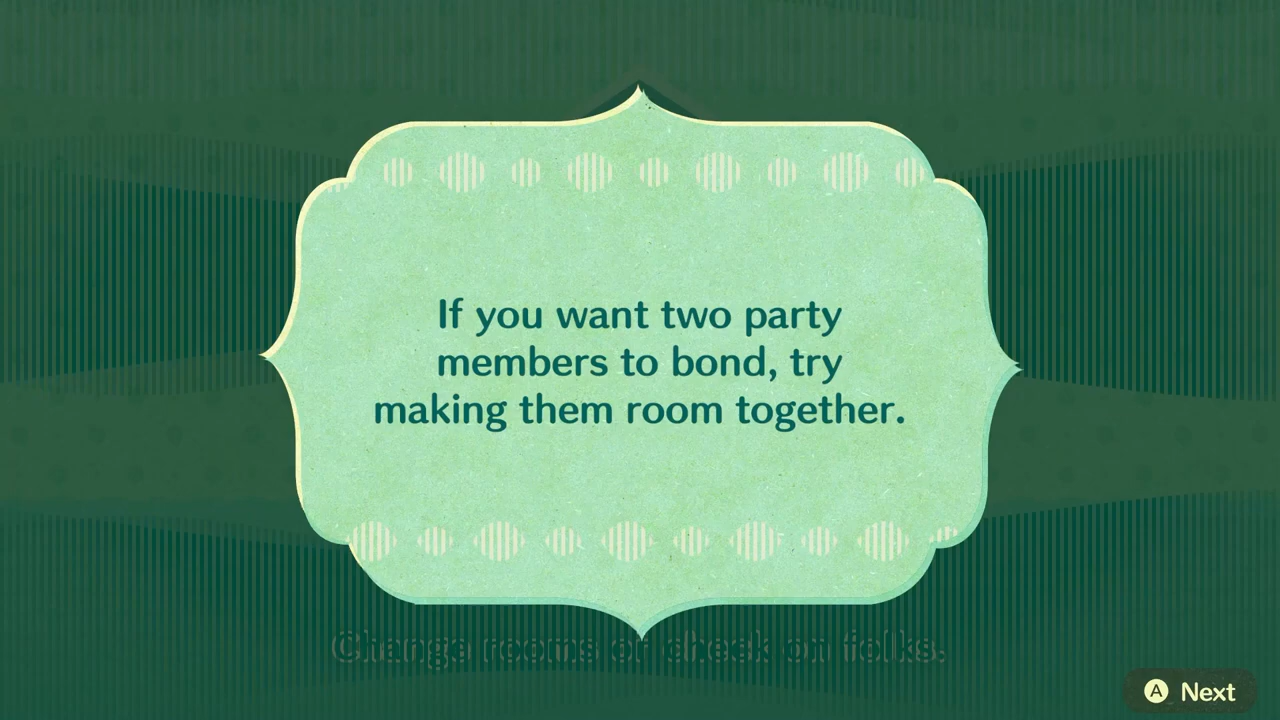 If you want two party
members to bond, try
making them room together.
Change rooms or check on folks.
A Next